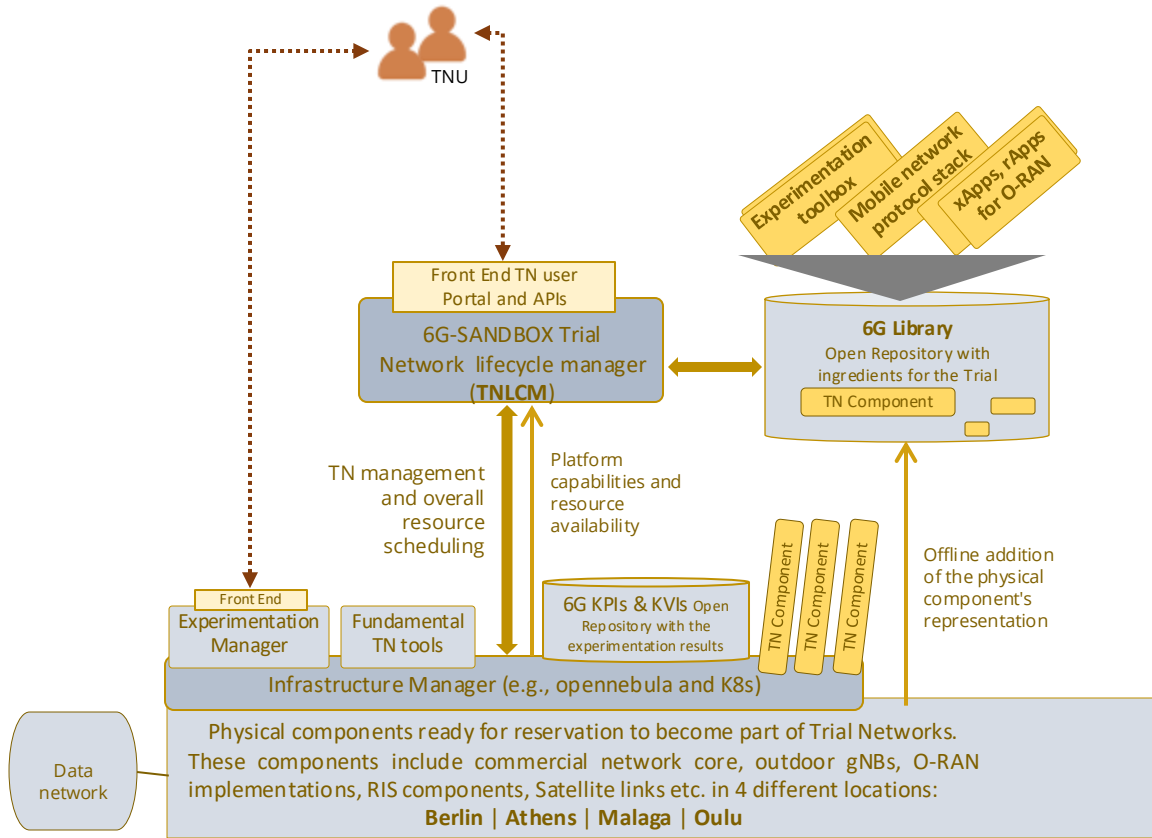 TNU
Experimentation
toolbox
Mobile network
protocol stack
xApps, rApps
for O-RAN
Front End TN user
Portal and APIs
6G-SANDBOX Trial
Network lifecycle manager
(TNLCM)
6G Library
Open Repository with
ingredients for the Trial
TN Component
TN management
and overall
resource
scheduling
Platform
capabilities and
resource
availability
Offline addition
of the physical
component's
representation
TN Component
TN Component
TN Component
Front End
Experimentation
Manager
Fundamental
TN tools
6G KPIs & KVIs Open
Repository with the
experimentation results
Infrastructure Manager (e.g., opennebula and K8s)
Data
network
Physical components ready for reservation to become part of Trial Networks.
These components include commercial network core, outdoor gNBs, O-RAN
implementations, RIS components, Satellite links etc. in 4 different locations:
Berlin | Athens | Malaga | Oulu